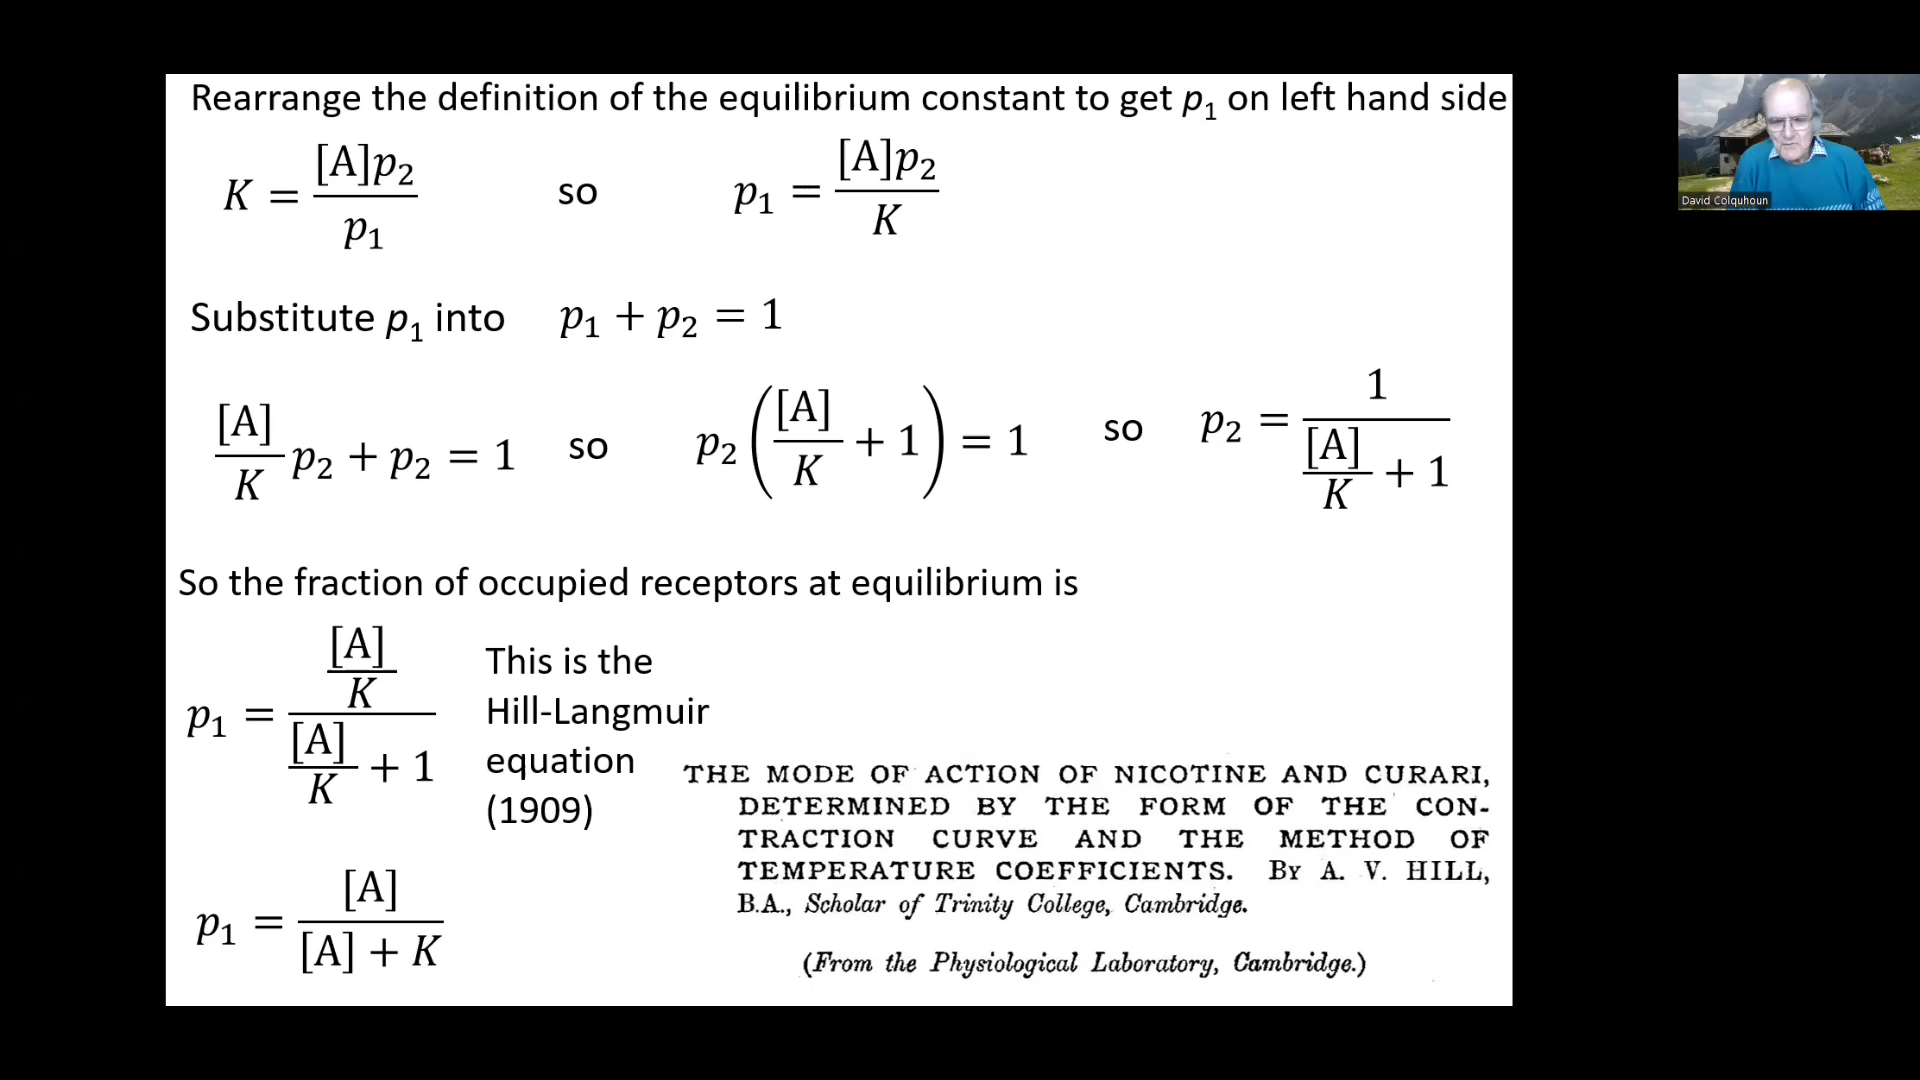 Rearrange the definition of the equilibrium constant to get p₁ on left hand side
K = [A]p₂ / p₁ so p₁ = [A]p₂ / K
Substitute p₁ into p₁ + p₂ = 1
[A]/K p₂ + p₂ = 1 so p₂ ([A]/K + 1) = 1 so p₂ = 1 / ([A]/K + 1)
So the fraction of occupied receptors at equilibrium is
p₁ = ([A]/K) / ([A]/K + 1)
This is the
Hill-Langmuir
equation
(1909)
p₁ = [A] / ([A] + K)
THE MODE OF ACTION OF NICOTINE AND CURARI,
DETERMINED BY THE FORM OF THE CON-
TRACTION CURVE AND THE METHOD OF
TEMPERATURE COEFFICIENTS. By A. V. HILL,
B.A., Scholar of Trinity College, Cambridge.
(From the Physiological Laboratory, Cambridge.)
David Colquhoun